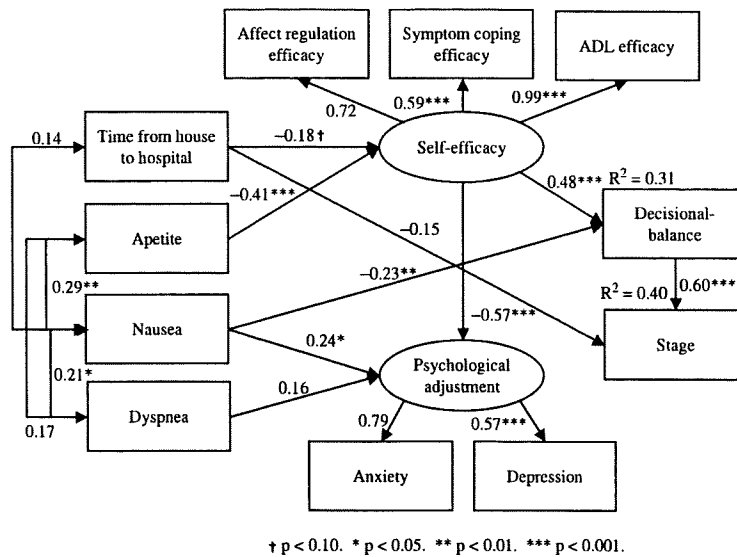 Affect regulation
efficacy
Symptom coping
efficacy
ADL efficacy
0.72
0.59***
0.99***
0.14
Time from house
to hospital
−0.18†
Self-efficacy
−0.41***
0.48***
R² = 0.31
Apetite
−0.15
Decisional-
balance
0.29**
−0.23**
R² = 0.40
0.60***
Nausea
−0.57***
0.24*
Stage
0.21*
Psychological
adjustment
0.16
Dyspnea
0.17
0.79
0.57***
Anxiety
Depression
† p < 0.10. * p < 0.05. ** p < 0.01. *** p < 0.001.